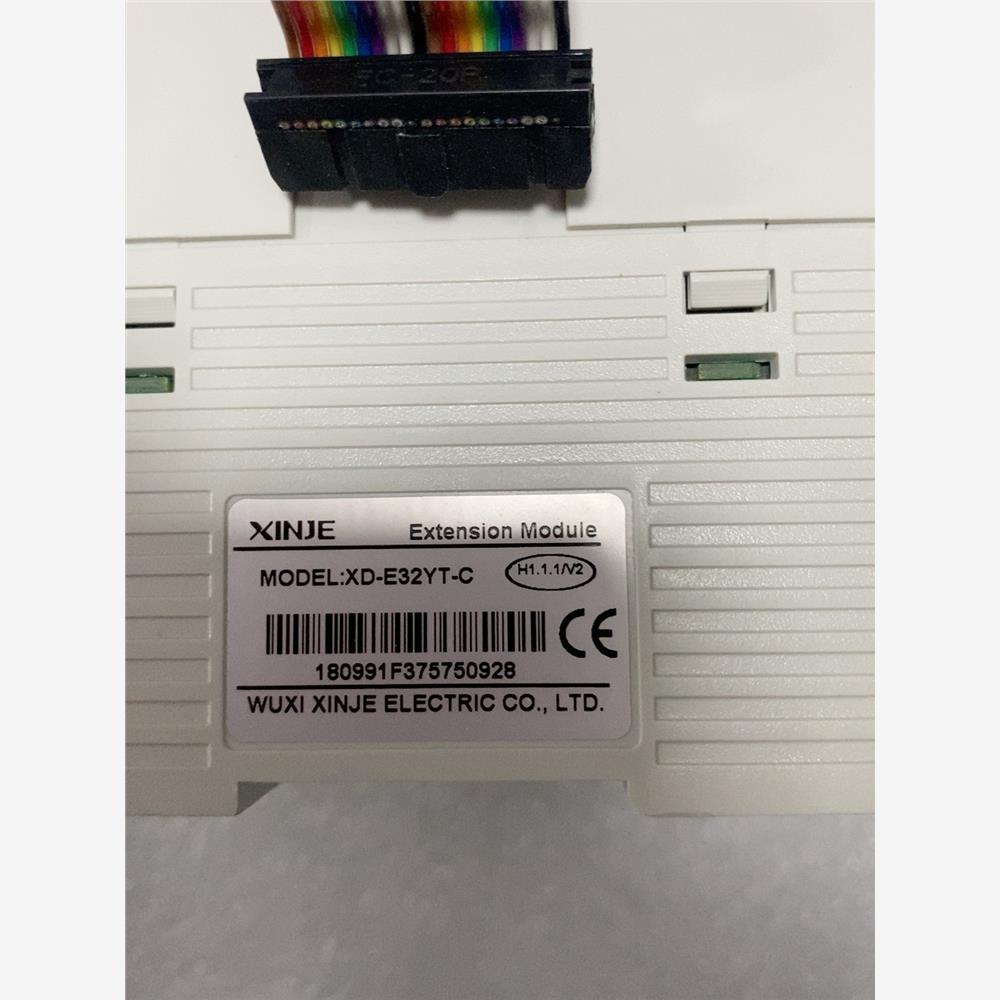 FC-20P
XINJE Extension Module
MODEL:XD-E32YT-C H1.1.1/V2
CE
180991F375750928
WUXI XINJE ELECTRIC CO., LTD.